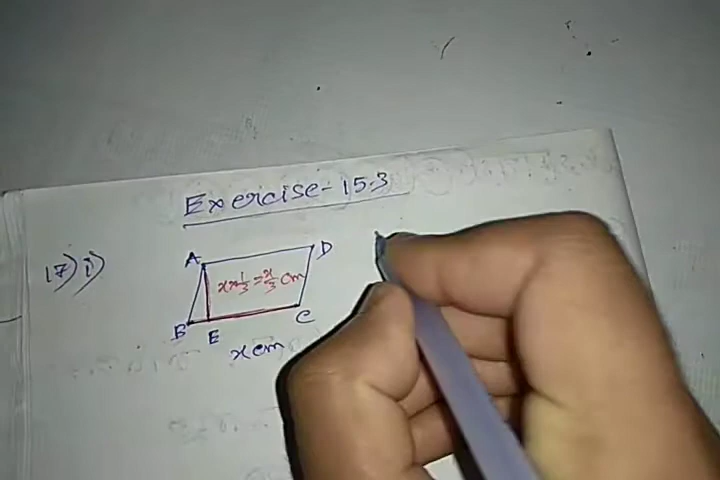 Exercise-15.3
17) i)
A D
x×1/3=x/3 cm
B E C
x cm